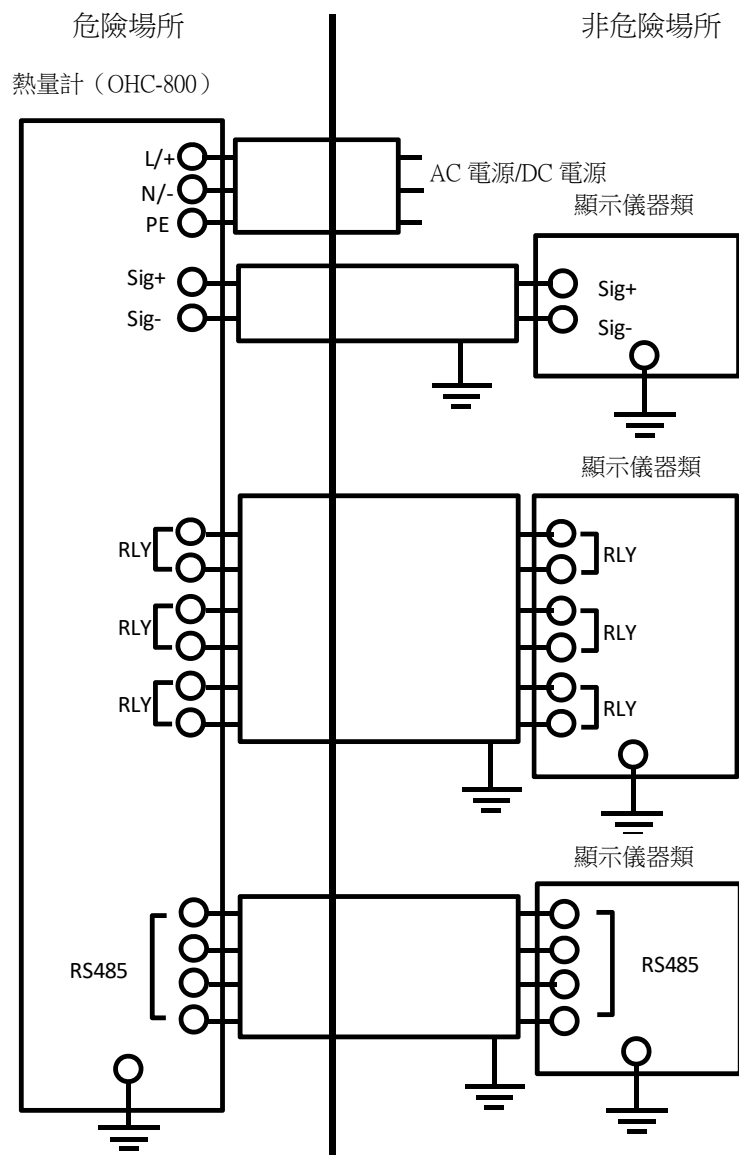 危險場所
非危險場所
熱量計（OHC-800）
L/+
N/-
PE
AC 電源/DC 電源
顯示儀器類
Sig+
Sig-
Sig+
Sig-
顯示儀器類
RLY
RLY
RLY
RLY
RLY
RLY
顯示儀器類
RS485
RS485